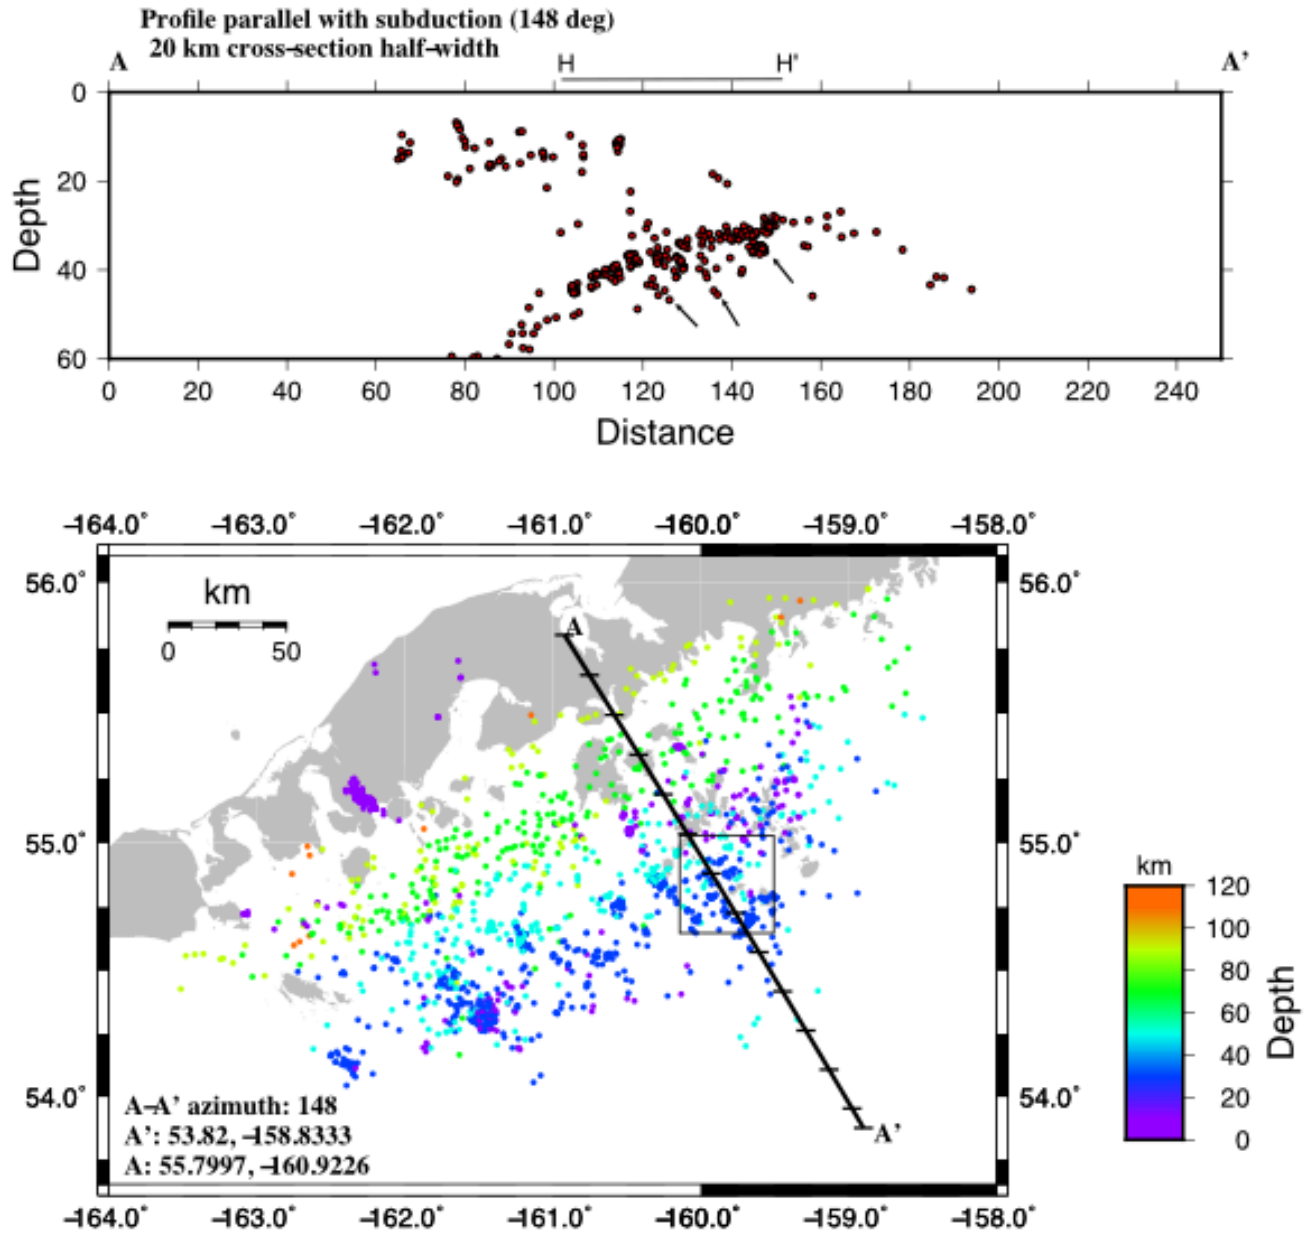 Profile parallel with subduction (148 deg)
20 km cross-section half-width
A H H' A'
0
20
40
60
Depth
0 20 40 60 80 100 120 140 160 180 200 220 240
Distance
-164.0° -163.0° -162.0° -161.0° -160.0° -159.0° -158.0°
56.0° 56.0°
km
0 50
A
55.0° 55.0°
54.0° 54.0°
A'
A-A' azimuth: 148
A': 53.82, -158.8333
A: 55.7997, -160.9226
-164.0° -163.0° -162.0° -161.0° -160.0° -159.0° -158.0°
km
120
100
80
60
40
20
0
Depth